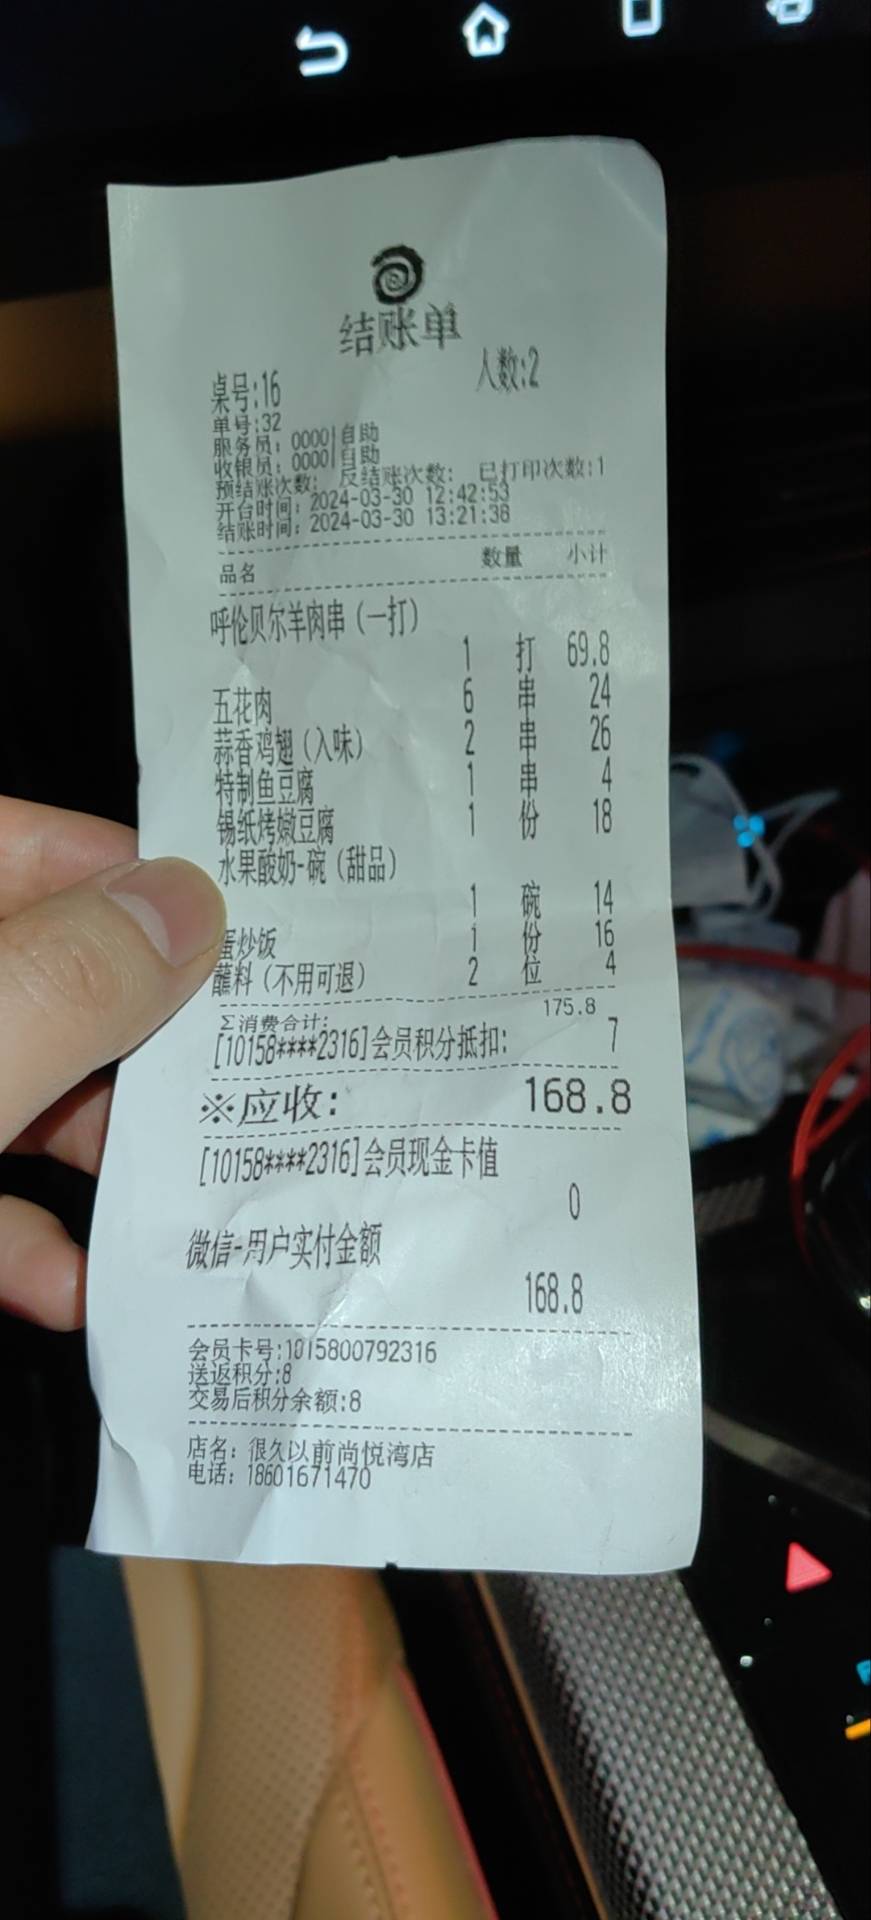 结账单
桌号:16 人数:2
单号:32
服务员: 0000|自助
收银员: 0000|自助
预结账次数: 反结账次数: 已打印次数:1
开台时间: 2024-03-30 12:42:53
结账时间: 2024-03-30 13:21:38
品名 数量 小计
呼伦贝尔羊肉串(一打)
1 打 69.8
五花肉 6 串 24
蒜香鸡翅(入味) 2 串 26
特制鱼豆腐 1 串 4
锡纸烤嫩豆腐 1 份 18
水果酸奶-碗(甜品)
1 碗 14
蛋炒饭 1 份 16
蘸料(不用可退) 2 位 4
Σ消费合计: 175.8
[10158****2316]会员积分抵扣: 7
※应收: 168.8
[10158****2316]会员现金卡值
0
微信-用户实付金额
168.8
会员卡号:1015800792316
送返积分:8
交易后积分余额:8
店名: 很久以前尚悦湾店
电话: 18601671470